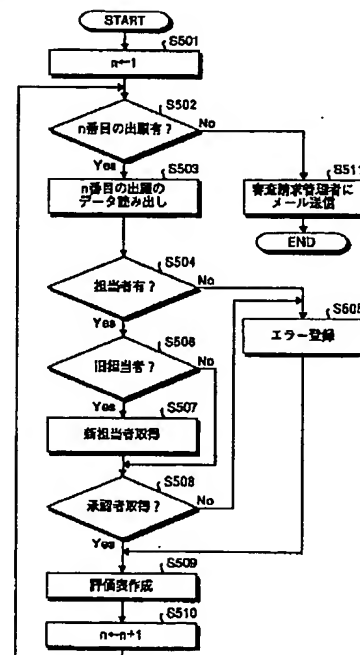 START
S501
n←1
S502
n番目の出願有？
No
Yes
S503
n番目の出願の
データ読み出し
S511
審査請求管理者に
メール送信
END
S504
担当者有？
No
Yes
S505
エラー登録
S506
旧担当者？
No
Yes
S507
新担当者取得
S508
承認者取得？
No
Yes
S509
評価表作成
S510
n←n+1